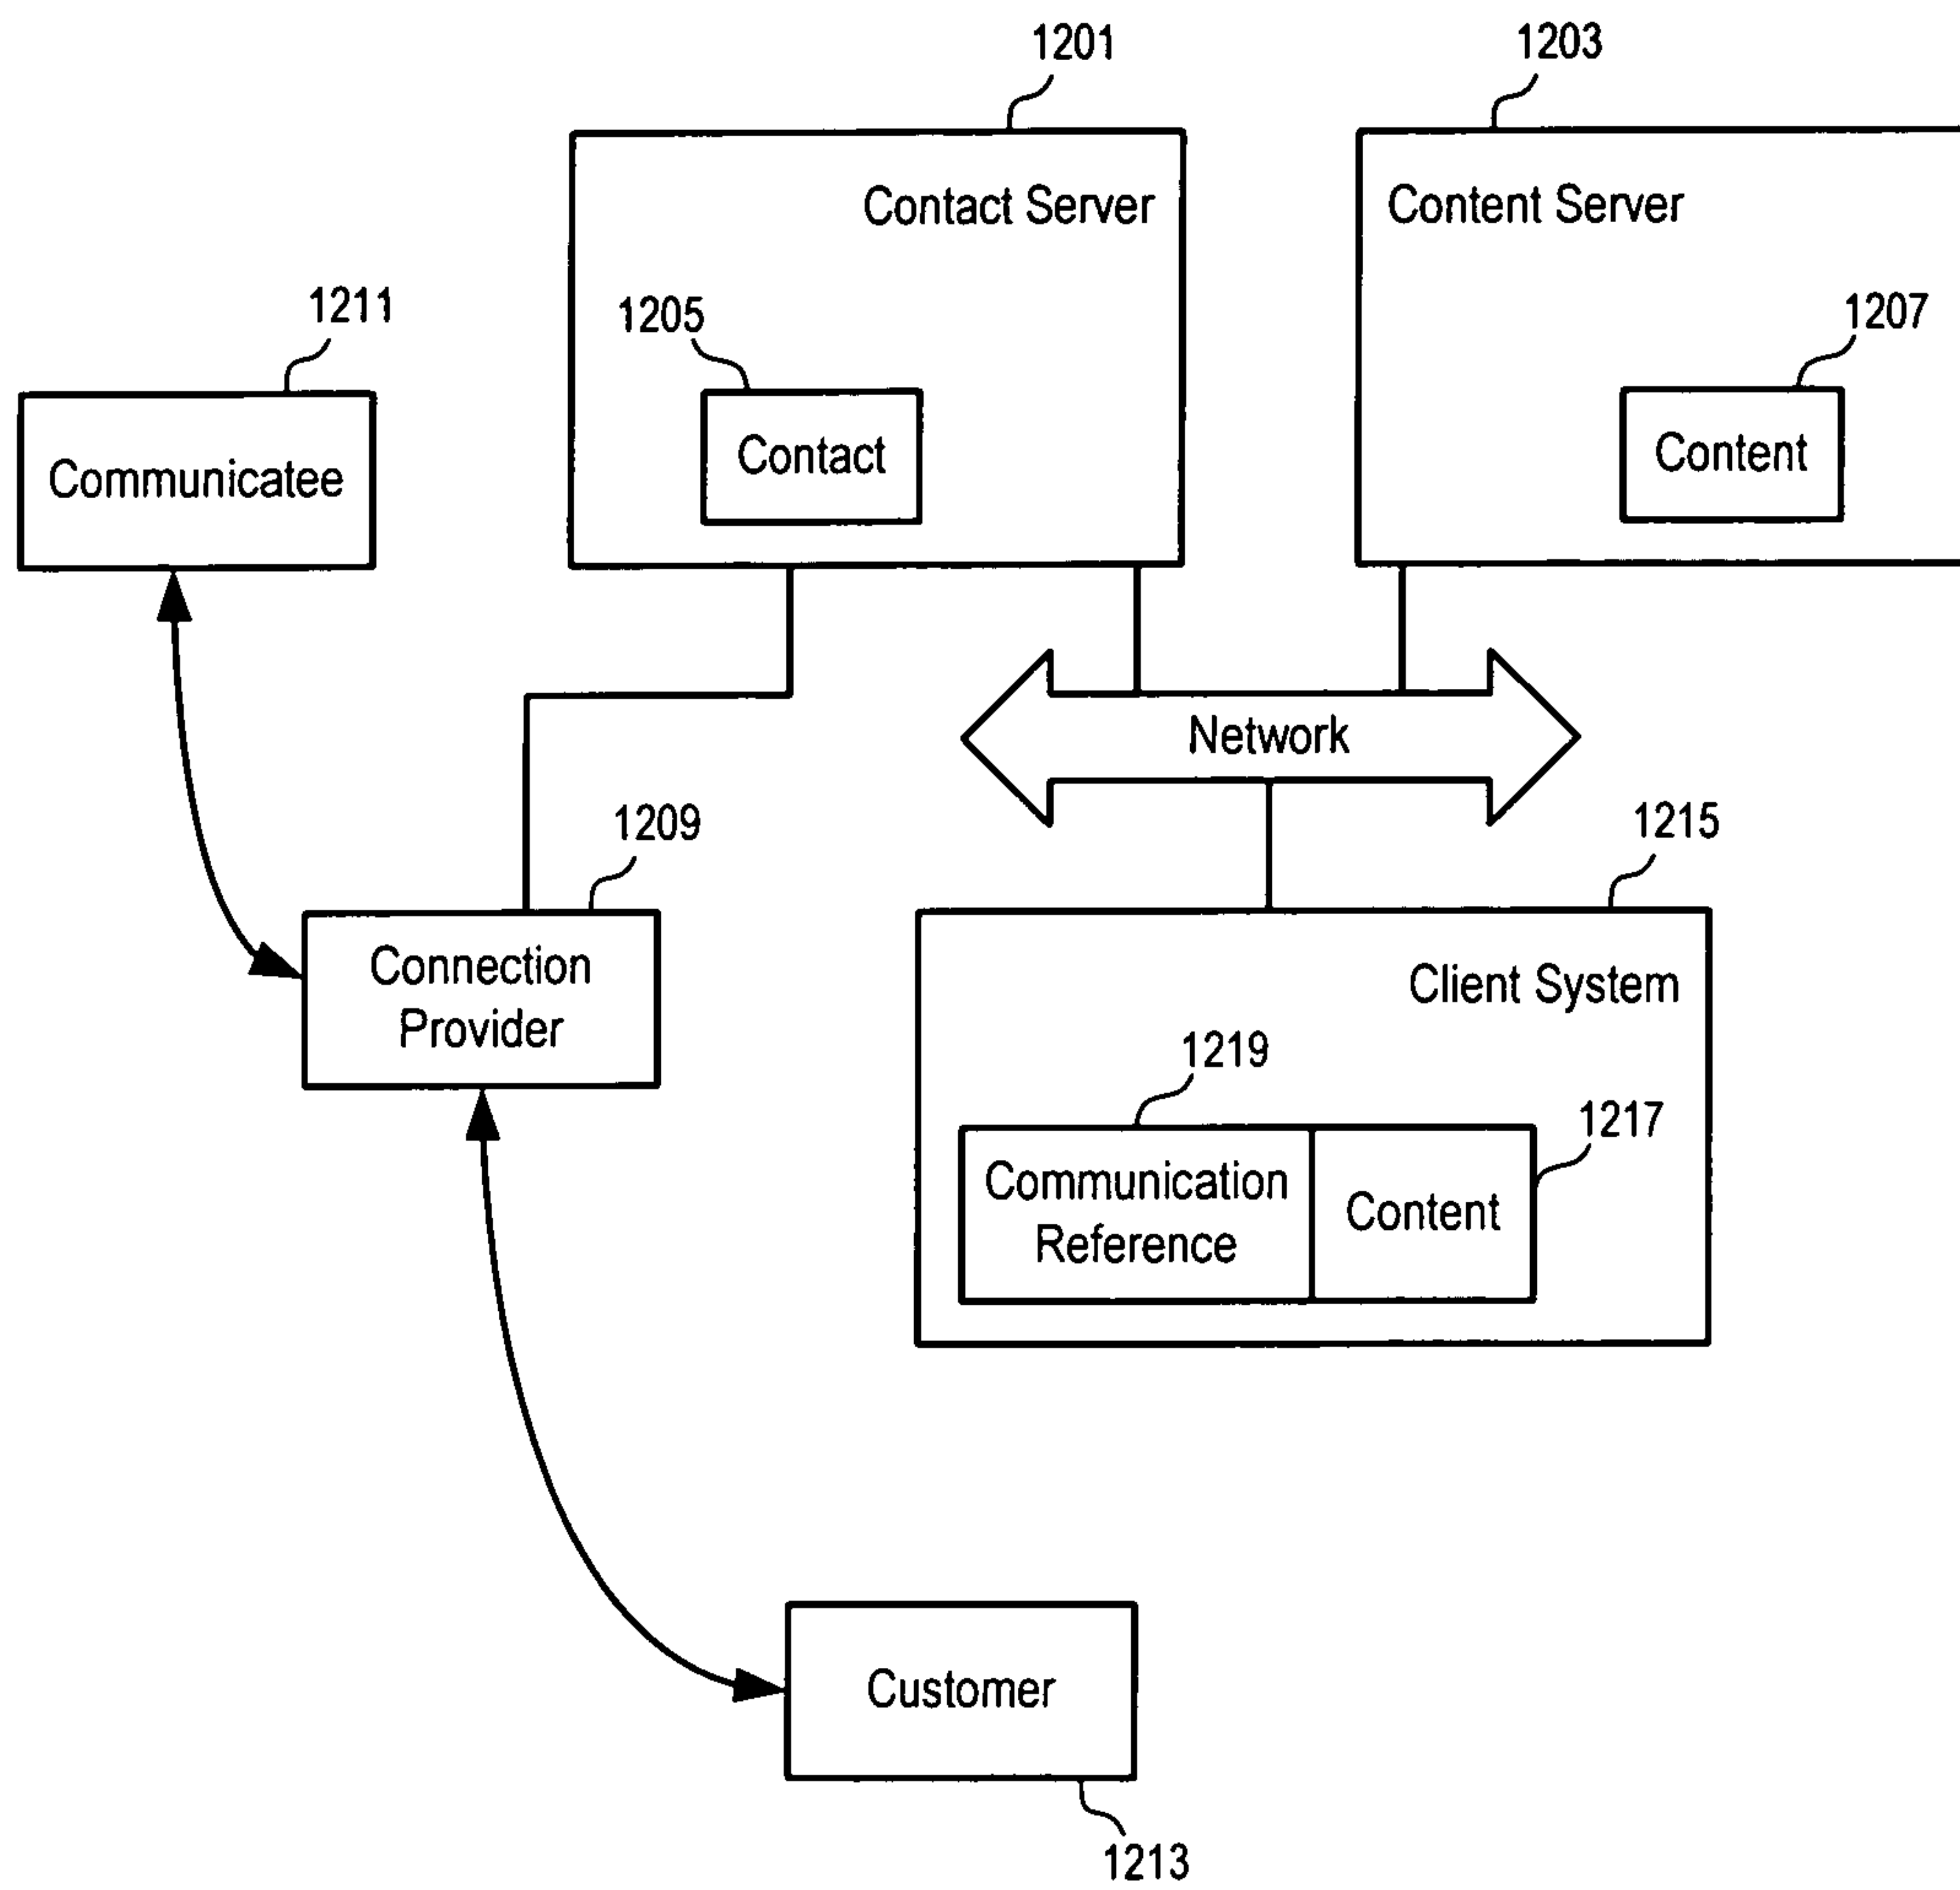 1201
1203
Contact Server
Content Server
1211
1205
1207
Communicatee
Contact
Content
Network
1209
1215
Connection
Provider
Client System
1219
1217
Communication
Reference
Content
Customer
1213